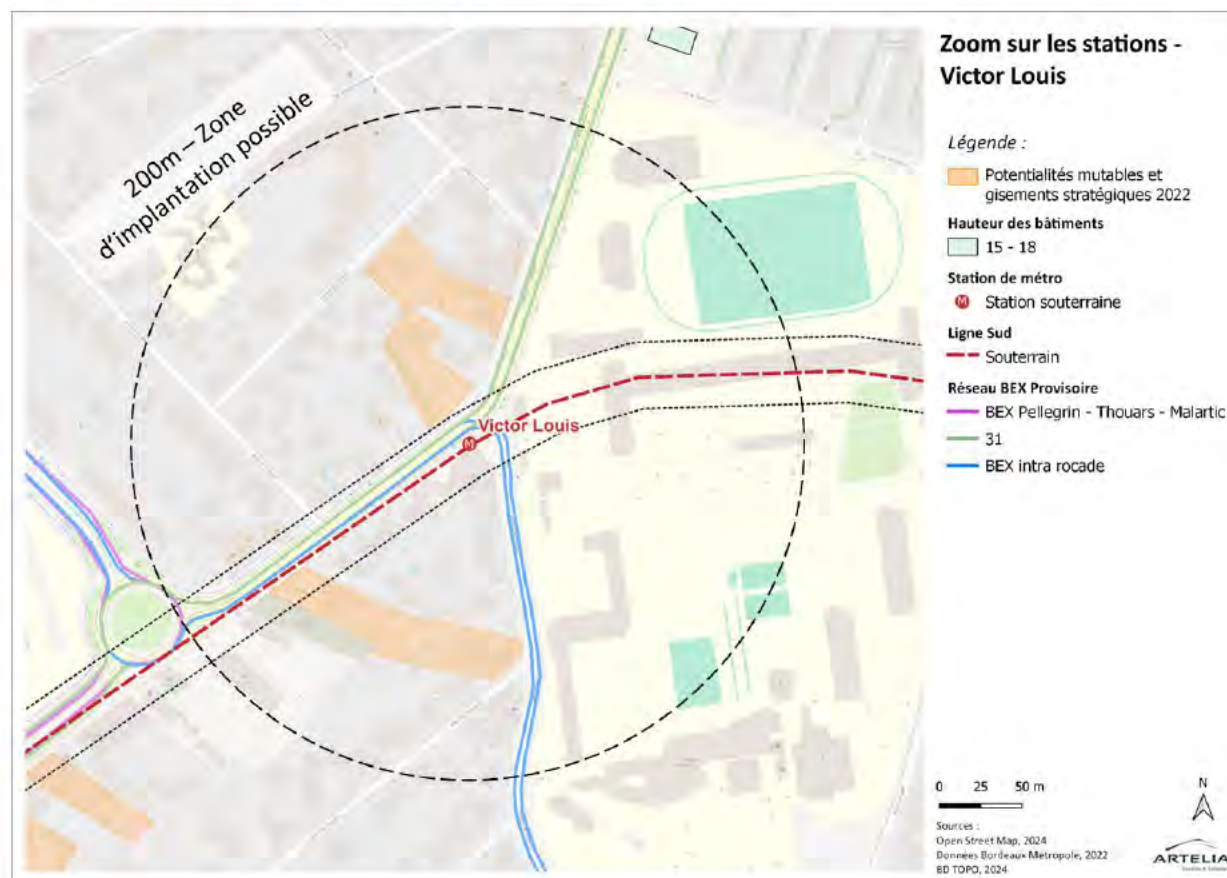 Zoom sur les stations -
Victor Louis
200m – Zone
d'implantation possible
Victor Louis
M
Légende :
Potentialités mutables et
gisements stratégiques 2022
Hauteur des bâtiments
15 - 18
Station de métro
M Station souterraine
Ligne Sud
Souterrain
Réseau BEX Provisoire
BEX Pellegrin - Thouars - Malartic
31
BEX intra rocade
0 25 50 m
N
Sources :
Open Street Map, 2024
Données Bordeaux Métropole, 2022
BD TOPO, 2024
ARTELIA